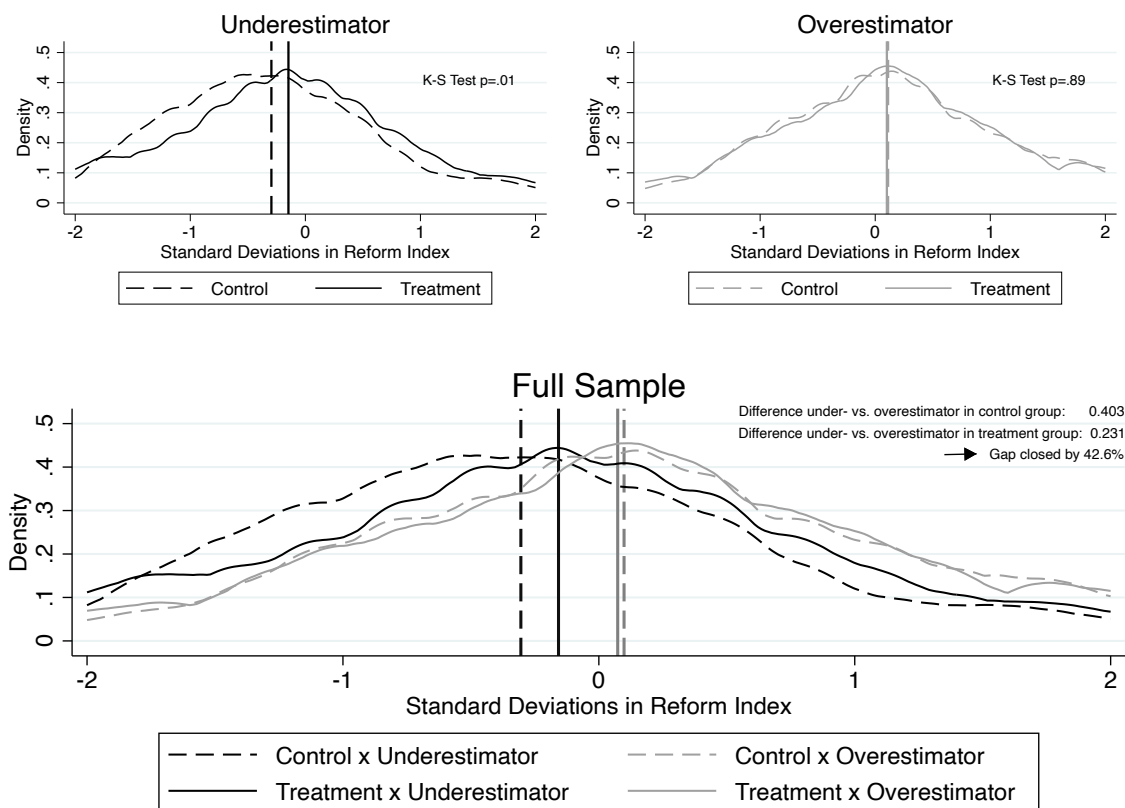 Underestimator
K-S Test p=.01
Density
0 .1 .2 .3 .4 .5
-2 -1 0 1 2
Standard Deviations in Reform Index
Control Treatment
Overestimator
K-S Test p=.89
Density
0 .1 .2 .3 .4 .5
-2 -1 0 1 2
Standard Deviations in Reform Index
Control Treatment
Full Sample
Difference under- vs. overestimator in control group: 0.403
Difference under- vs. overestimator in treatment group: 0.231
Gap closed by 42.6%
Density
0 .1 .2 .3 .4 .5
-2 -1 0 1 2
Standard Deviations in Reform Index
Control x Underestimator Control x Overestimator
Treatment x Underestimator Treatment x Overestimator